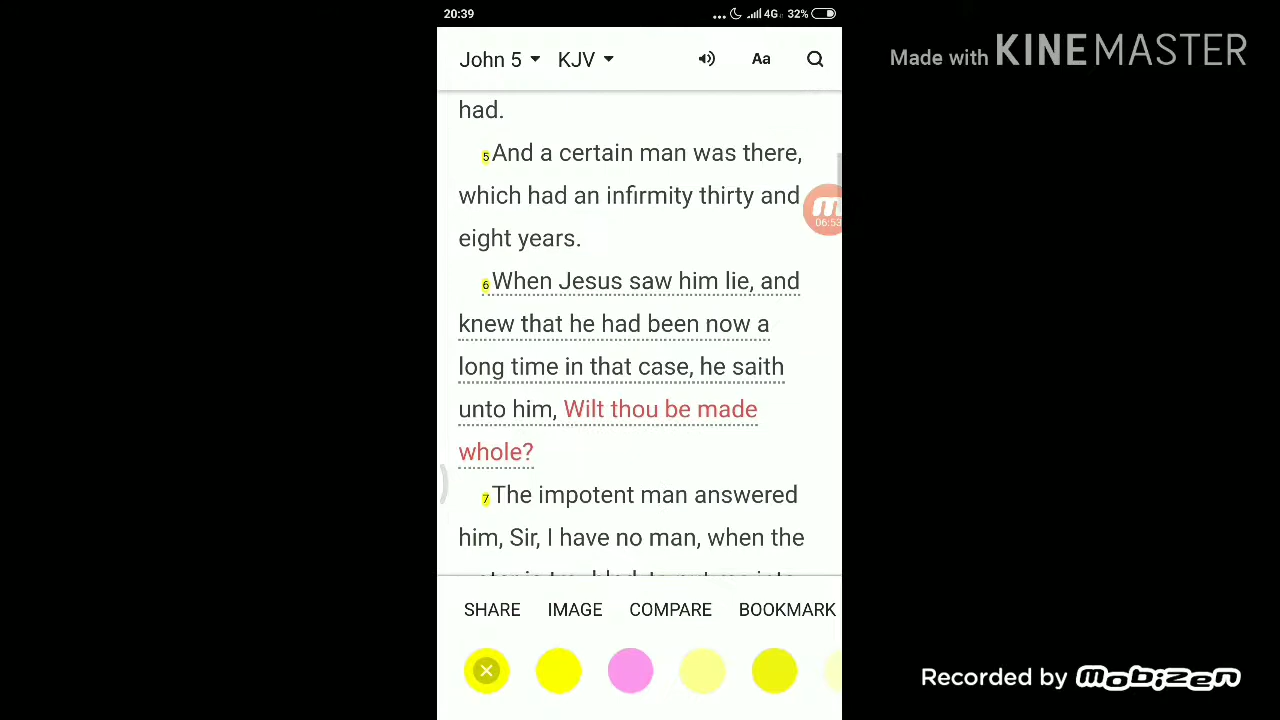 20:39
4G 32%
Made with KINEMASTER
John 5 KJV Aa
had.
5 And a certain man was there,
which had an infirmity thirty and
eight years.
6 When Jesus saw him lie, and
knew that he had been now a
long time in that case, he saith
unto him, Wilt thou be made
whole?
7 The impotent man answered
him, Sir, I have no man, when the
06:53
SHARE IMAGE COMPARE BOOKMARK
Recorded by mobizen